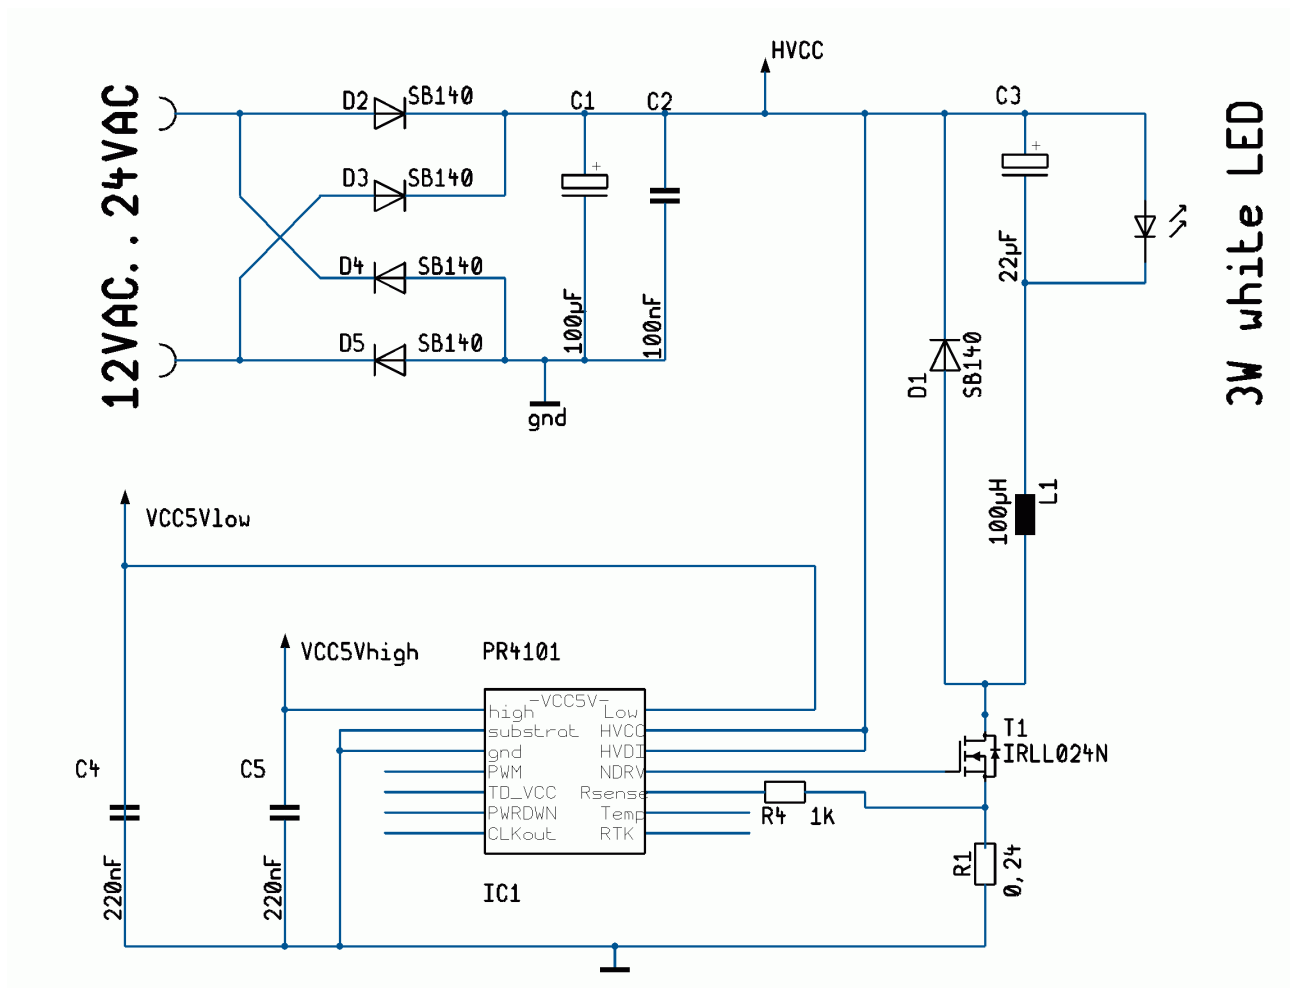 HVCC
D2 SB140
C1
C2
C3
12VAC..24VAC
3W white LED
+
+
D3 SB140
D4 SB140
22µF
100µF
100nF
D5 SB140
D1
SB140
gnd
100µH
L1
VCC5Vlow
VCC5Vhigh
PR4101
-VCC5V-
high Low
substrat HVCC
gnd HVDI
PWM NDRV
TD_VCC Rsense
PWRDWN Temp
CLKout RTK
T1
IRLL024N
C4
C5
R4 1K
R1
0,24
220nF
220nF
IC1